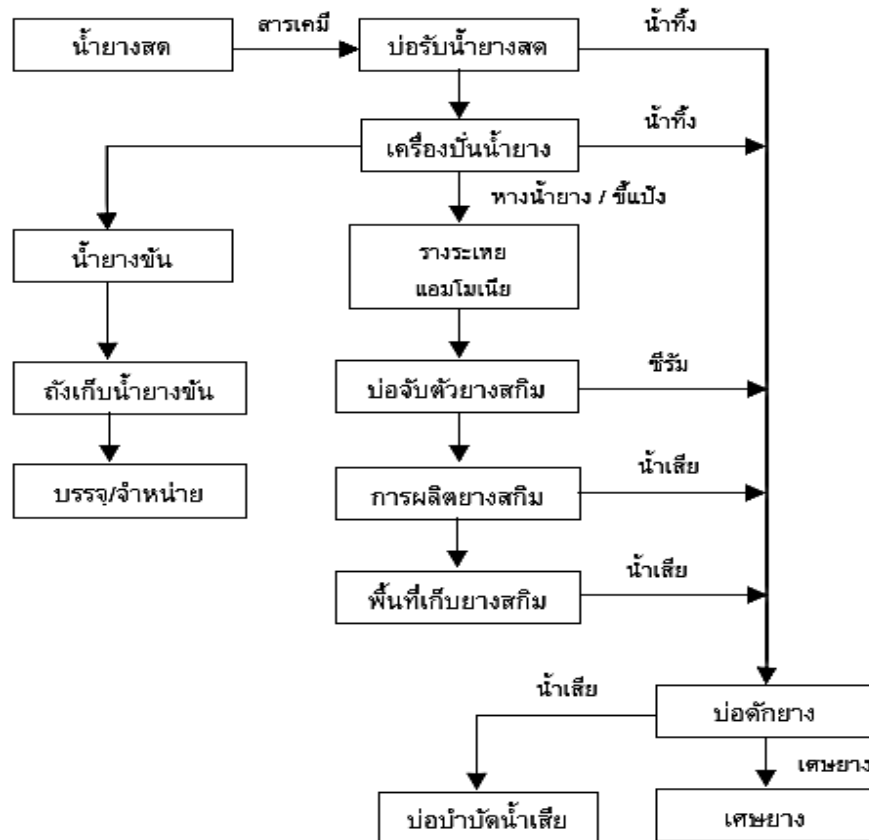 สารเคมี
น้ำทิ้ง
น้ำยางสด
บ่อรับน้ำยางสด
น้ำทิ้ง
เครื่องปั่นน้ำยาง
หางน้ำยาง / ขี้แป้ง
น้ำยางข้น
รางระเหย
แอมโมเนีย
ซีรัม
ถังเก็บน้ำยางข้น
บ่อจับตัวยางสกิม
น้ำเสีย
บรรจุ/จำหน่าย
การผลิตยางสกิม
น้ำเสีย
พื้นที่เก็บยางสกิม
น้ำเสีย
บ่อดักยาง
เศษยาง
บ่อบำบัดน้ำเสีย
เศษยาง